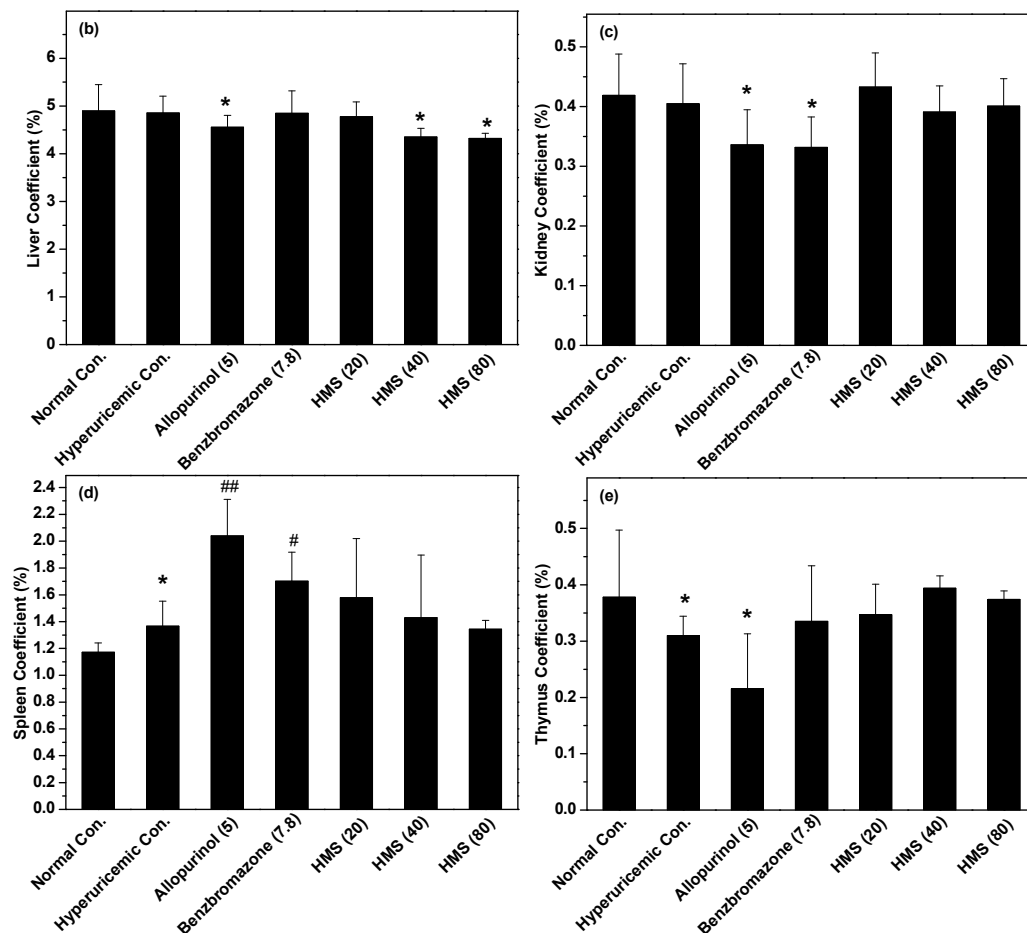 (b)
Liver Coefficient (%)
6
5
4
3
2
1
0
*
*
*
Normal Con.
Hyperuricemic Con.
Allopurinol (5)
Benzbromazone (7.8)
HMS (20)
HMS (40)
HMS (80)
(c)
Kidney Coefficient (%)
0.5
0.4
0.3
0.2
0.1
0.0
*
*
Normal Con.
Hyperuricemic Con.
Allopurinol (5)
Benzbromazone (7.8)
HMS (20)
HMS (40)
HMS (80)
(d)
Spleen Coefficient (%)
2.4
2.2
2.0
1.8
1.6
1.4
1.2
1.0
0.8
0.6
0.4
0.2
0.0
*
##
#
Normal Con.
Hyperuricemic Con.
Allopurinol (5)
Benzbromazone (7.8)
HMS (20)
HMS (40)
HMS (80)
(e)
Thymus Coefficient (%)
0.5
0.4
0.3
0.2
0.1
0.0
*
*
Normal Con.
Hyperuricemic Con.
Allopurinol (5)
Benzbromazone (7.8)
HMS (20)
HMS (40)
HMS (80)